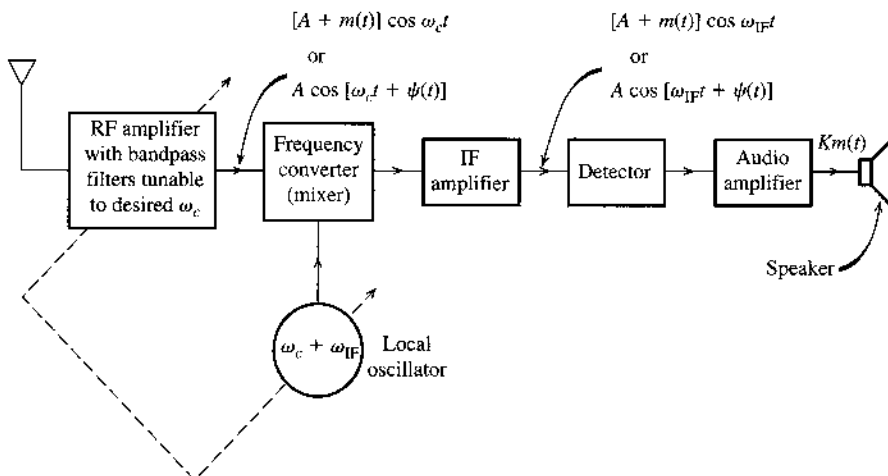 [A + m(t)] cos ω_c t
or
A cos [ω_c t + ψ(t)]
[A + m(t)] cos ω_IF t
or
A cos [ω_IF t + ψ(t)]
RF amplifier
with bandpass
filters tunable
to desired ω_c
Frequency
converter
(mixer)
IF
amplifier
Detector
Audio
amplifier
Km(t)
Speaker
ω_c + ω_IF
Local
oscillator